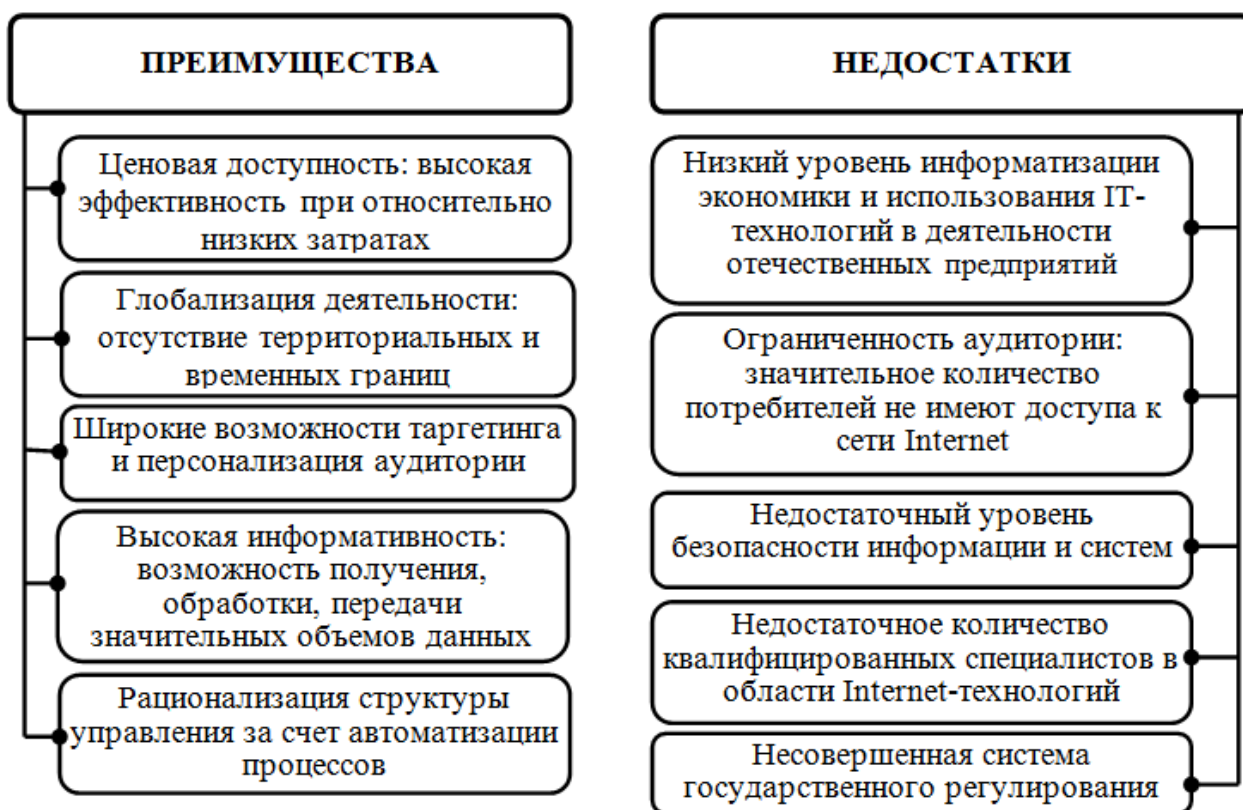 ПРЕИМУЩЕСТВА
Ценовая доступность: высокая
эффективность при относительно
низких затратах
Глобализация деятельности:
отсутствие территориальных и
временных границ
Широкие возможности таргетинга
и персонализация аудитории
Высокая информативность:
возможность получения,
обработки, передачи
значительных объемов данных
Рационализация структуры
управления за счет автоматизации
процессов
НЕДОСТАТКИ
Низкий уровень информатизации
экономики и использования IT-
технологий в деятельности
отечественных предприятий
Ограниченность аудитории:
значительное количество
потребителей не имеют доступа к
сети Internet
Недостаточный уровень
безопасности информации и систем
Недостаточное количество
квалифицированных специалистов в
области Internet-технологий
Несовершенная система
государственного регулирования